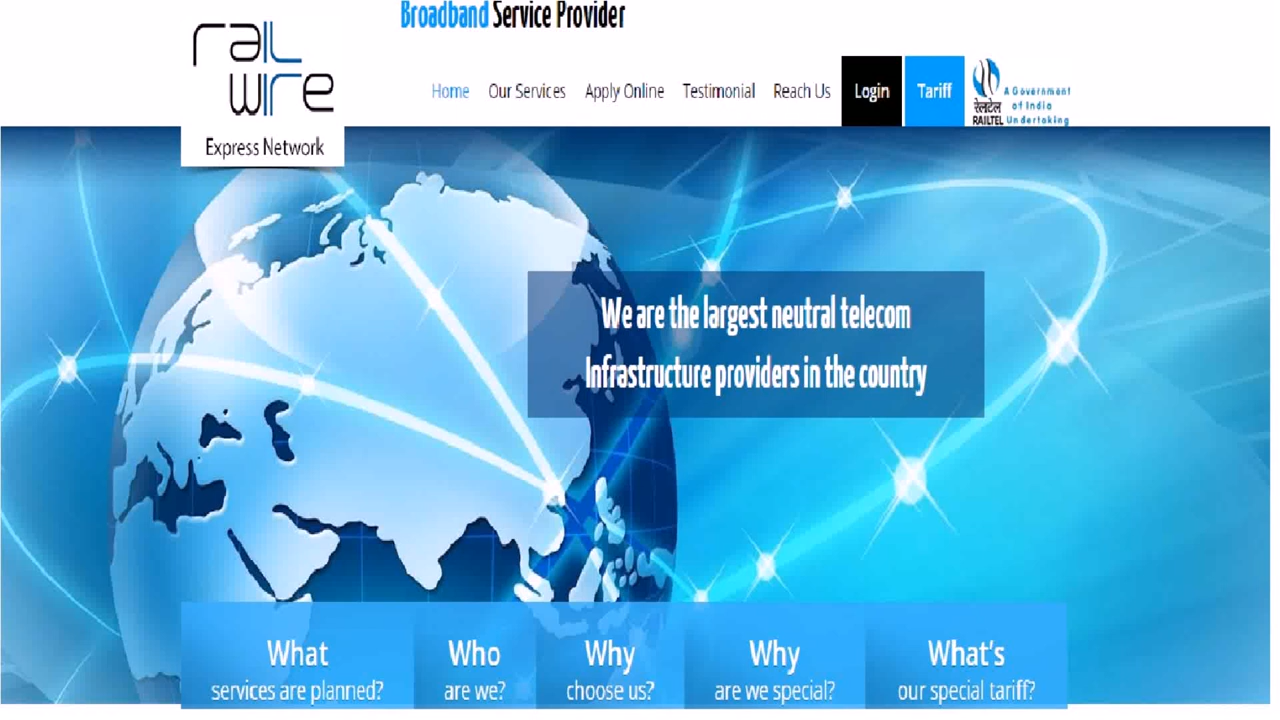 Broadband Service Provider
rail
wire
Express Network
Home Our Services Apply Online Testimonial Reach Us Login Tariff
रेलटेल
RAILTEL
A Government
of India
Undertaking
We are the largest neutral telecom
Infrastructure providers in the country
What
services are planned?
Who
are we?
Why
choose us?
Why
are we special?
What's
our special tariff?